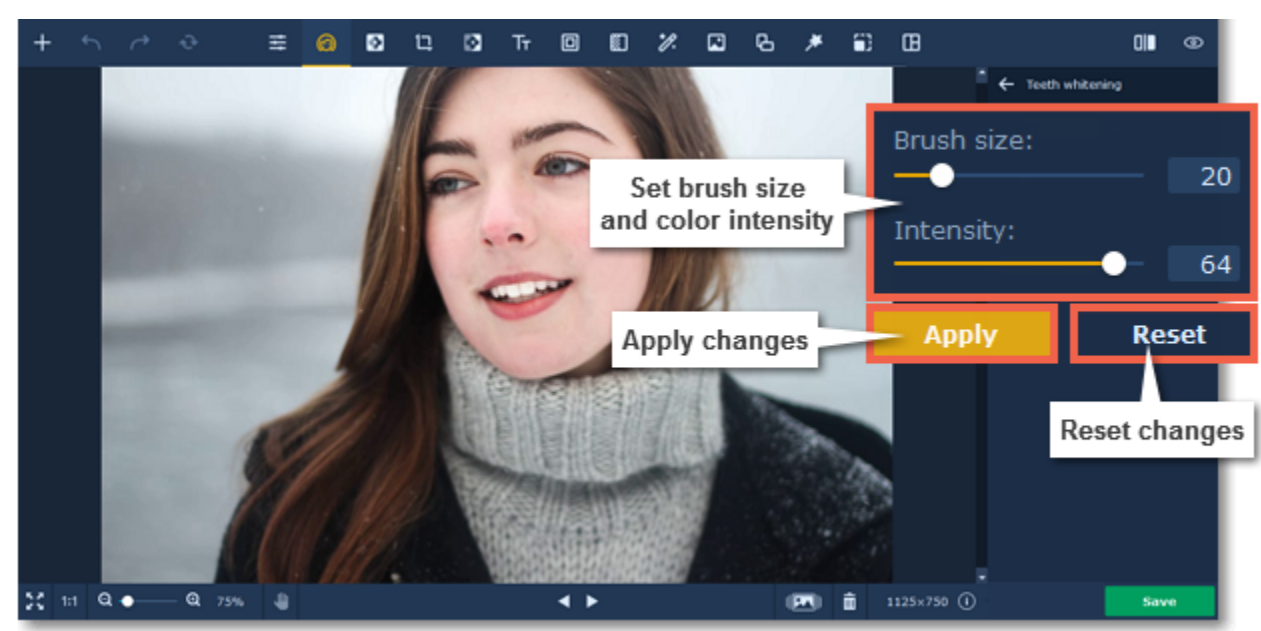 Tт
Teeth whitening
Brush size:
20
Set brush size
and color intensity
Intensity:
64
Apply changes
Apply
Reset
Reset changes
1:1
75%
1125×750
Save